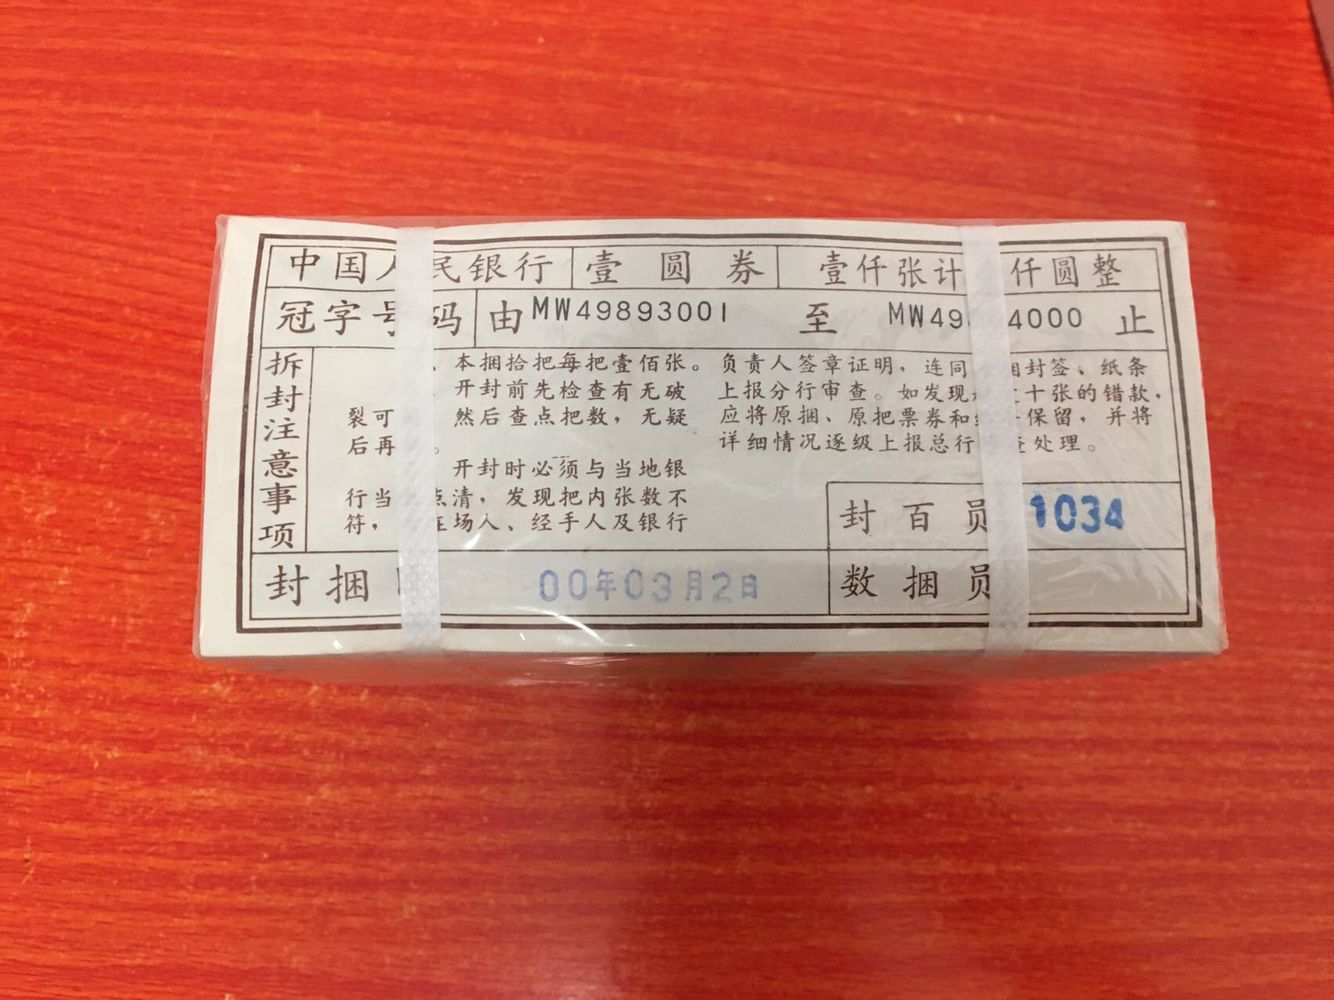 中国人民银行 壹圆券 壹仟张计 仟圆整
冠字号码 由 MW49893001 至 MW49 4000 止
拆封注意事项
本捆拾把每把壹佰张。
开封前先检查有无破
裂可 然后查点把数，无疑
后再 。
开封时必须与当地银
行当 点清，发现把内张数不
符， 在场人、经手人及银行
负责人签章证明，连同 封签、纸条
上报分行审查。如发现 十张的错款，
应将原捆、原把票券和 保留，并将
详细情况逐级上报总行 查处理。
封百员 1034
封捆 00年03月2日
数捆员